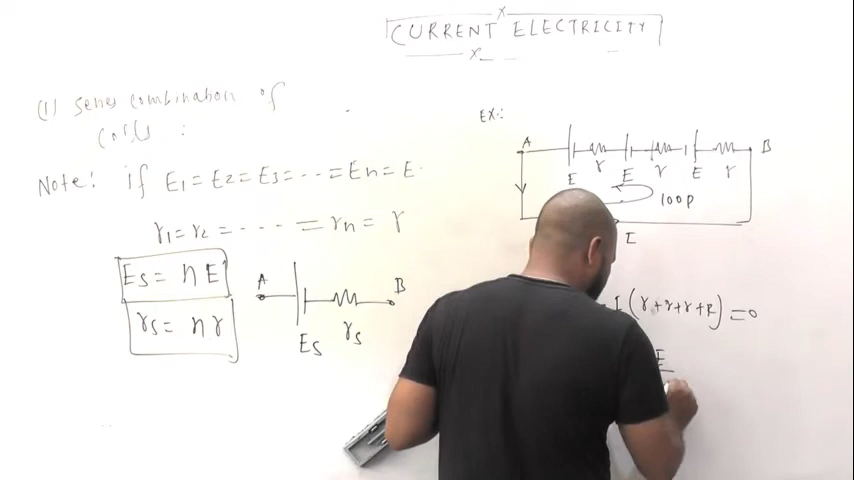 CURRENT ELECTRICITY
(1) series combination of
cells :
Note: if E1 = E2 = E3 = ... = En = E.
r1 = r2 = .... = rn = r
Es = nE
rs = nr
A B
Es rs
EX:
A B
r r r
E E E
loop
I
I(r+r+r+R) = 0
E